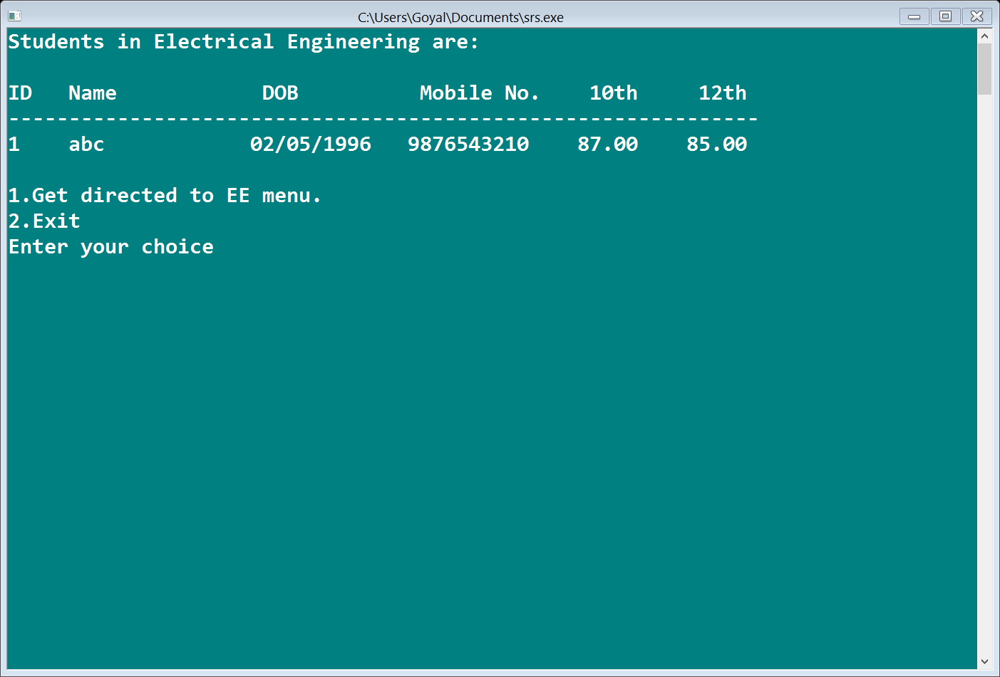 C:\Users\Goyal\Documents\srs.exe
Students in Electrical Engineering are:
ID   Name            DOB          Mobile No.    10th     12th
--------------------------------------------------------------
1    abc            02/05/1996   9876543210    87.00    85.00
1.Get directed to EE menu.
2.Exit
Enter your choice